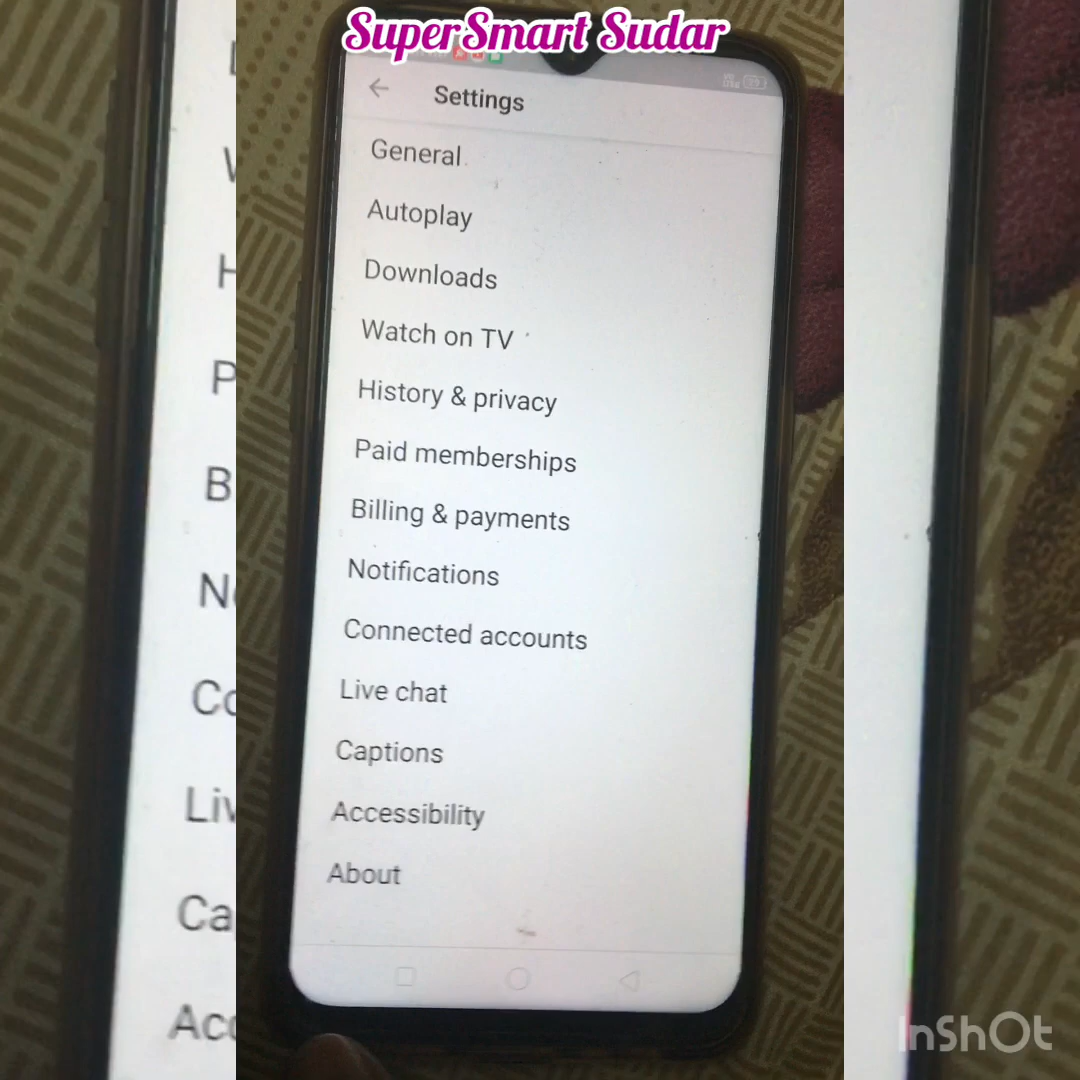 SuperSmart Sudar
Settings
General
Autoplay
Downloads
Watch on TV
History & privacy
Paid memberships
Billing & payments
Notifications
Connected accounts
Live chat
Captions
Accessibility
About
InShOt